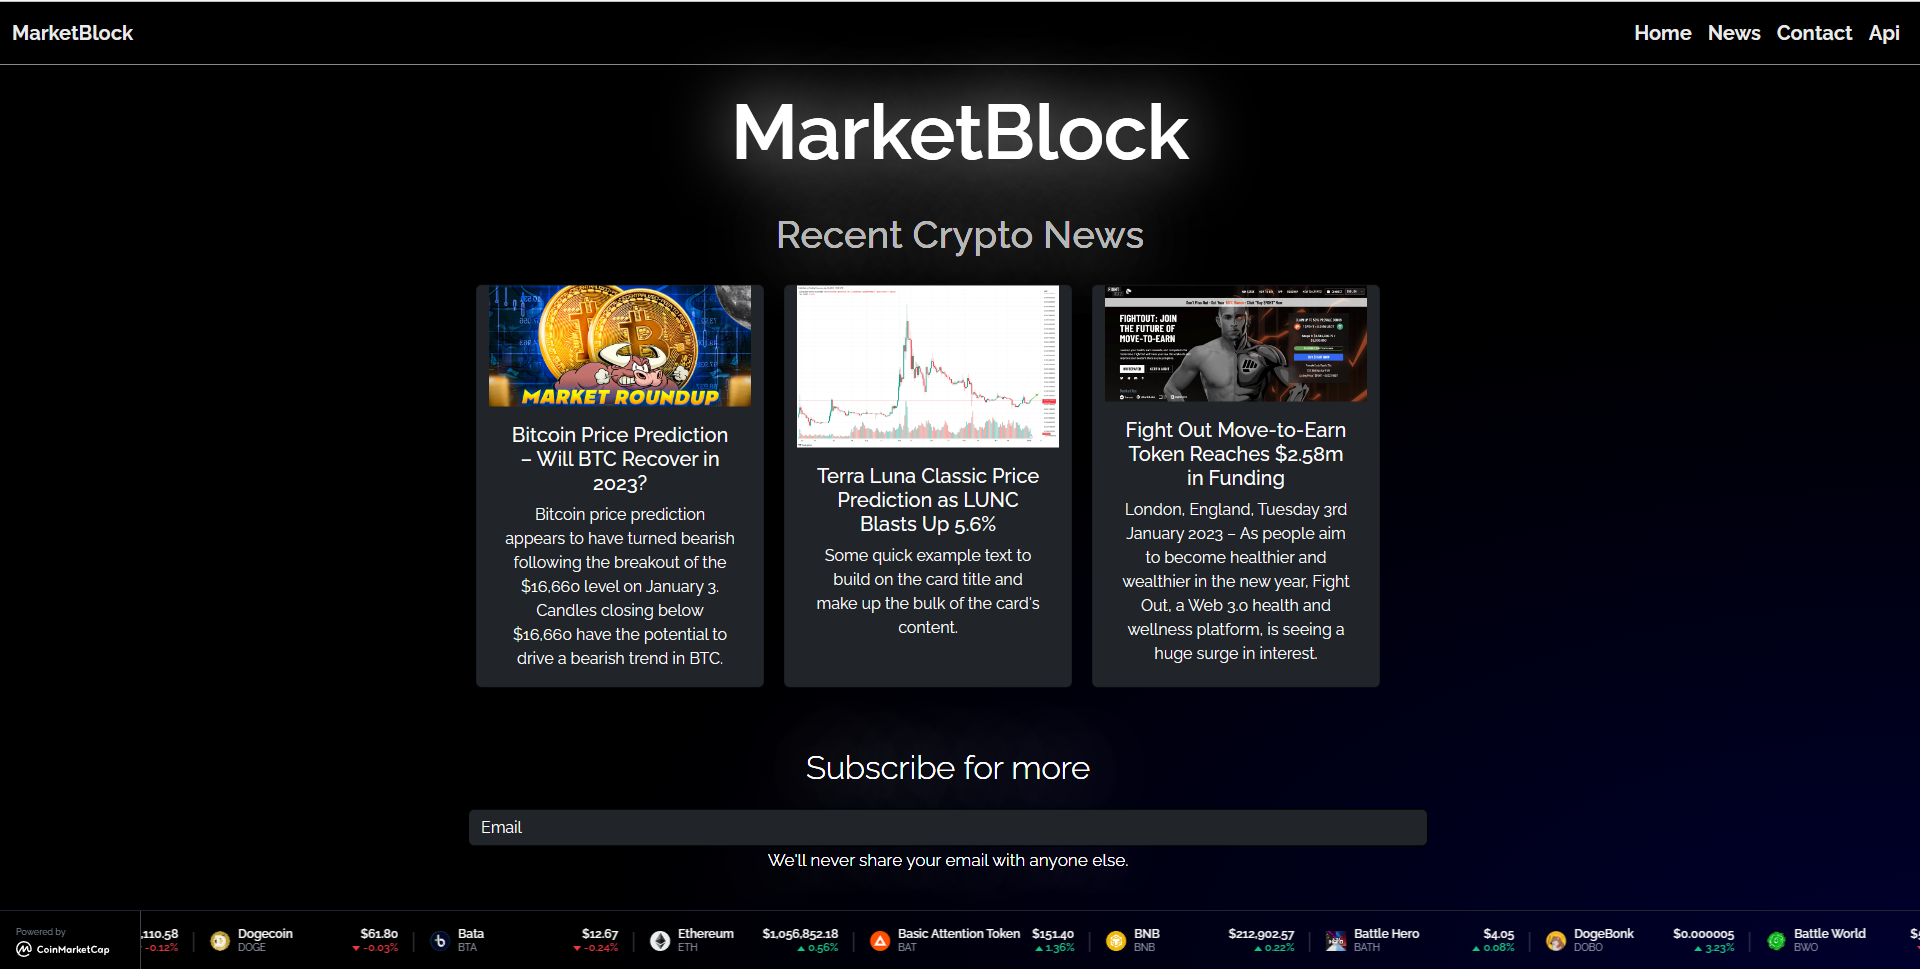 MarketBlock
Home News Contact Api
MarketBlock
Recent Crypto News
MARKET ROUNDUP
Bitcoin Price Prediction
– Will BTC Recover in
2023?
Bitcoin price prediction
appears to have turned bearish
following the breakout of the
$16,660 level on January 3.
Candles closing below
$16,660 have the potential to
drive a bearish trend in BTC.
Terra Luna Classic Price
Prediction as LUNC
Blasts Up 5.6%
Some quick example text to
build on the card title and
make up the bulk of the card's
content.
FIGHTOUT: JOIN
THE FUTURE OF
MOVE-TO-EARN
Fight Out Move-to-Earn
Token Reaches $2.58m
in Funding
London, England, Tuesday 3rd
January 2023 – As people aim
to become healthier and
wealthier in the new year, Fight
Out, a Web 3.0 health and
wellness platform, is seeing a
huge surge in interest.
Subscribe for more
Email
We'll never share your email with anyone else.
Powered by
CoinMarketCap
,110.58
-0.12%
Dogecoin $61.80
DOGE -0.03%
Bata $12.67
BTA -0.24%
Ethereum $1,056,852.18
ETH 0.56%
Basic Attention Token $151.40
BAT 1.36%
BNB $212,902.57
BNB 0.22%
Battle Hero $4.05
BATH 0.08%
DogeBonk $0.000005
DOBO 3.23%
Battle World
BWO